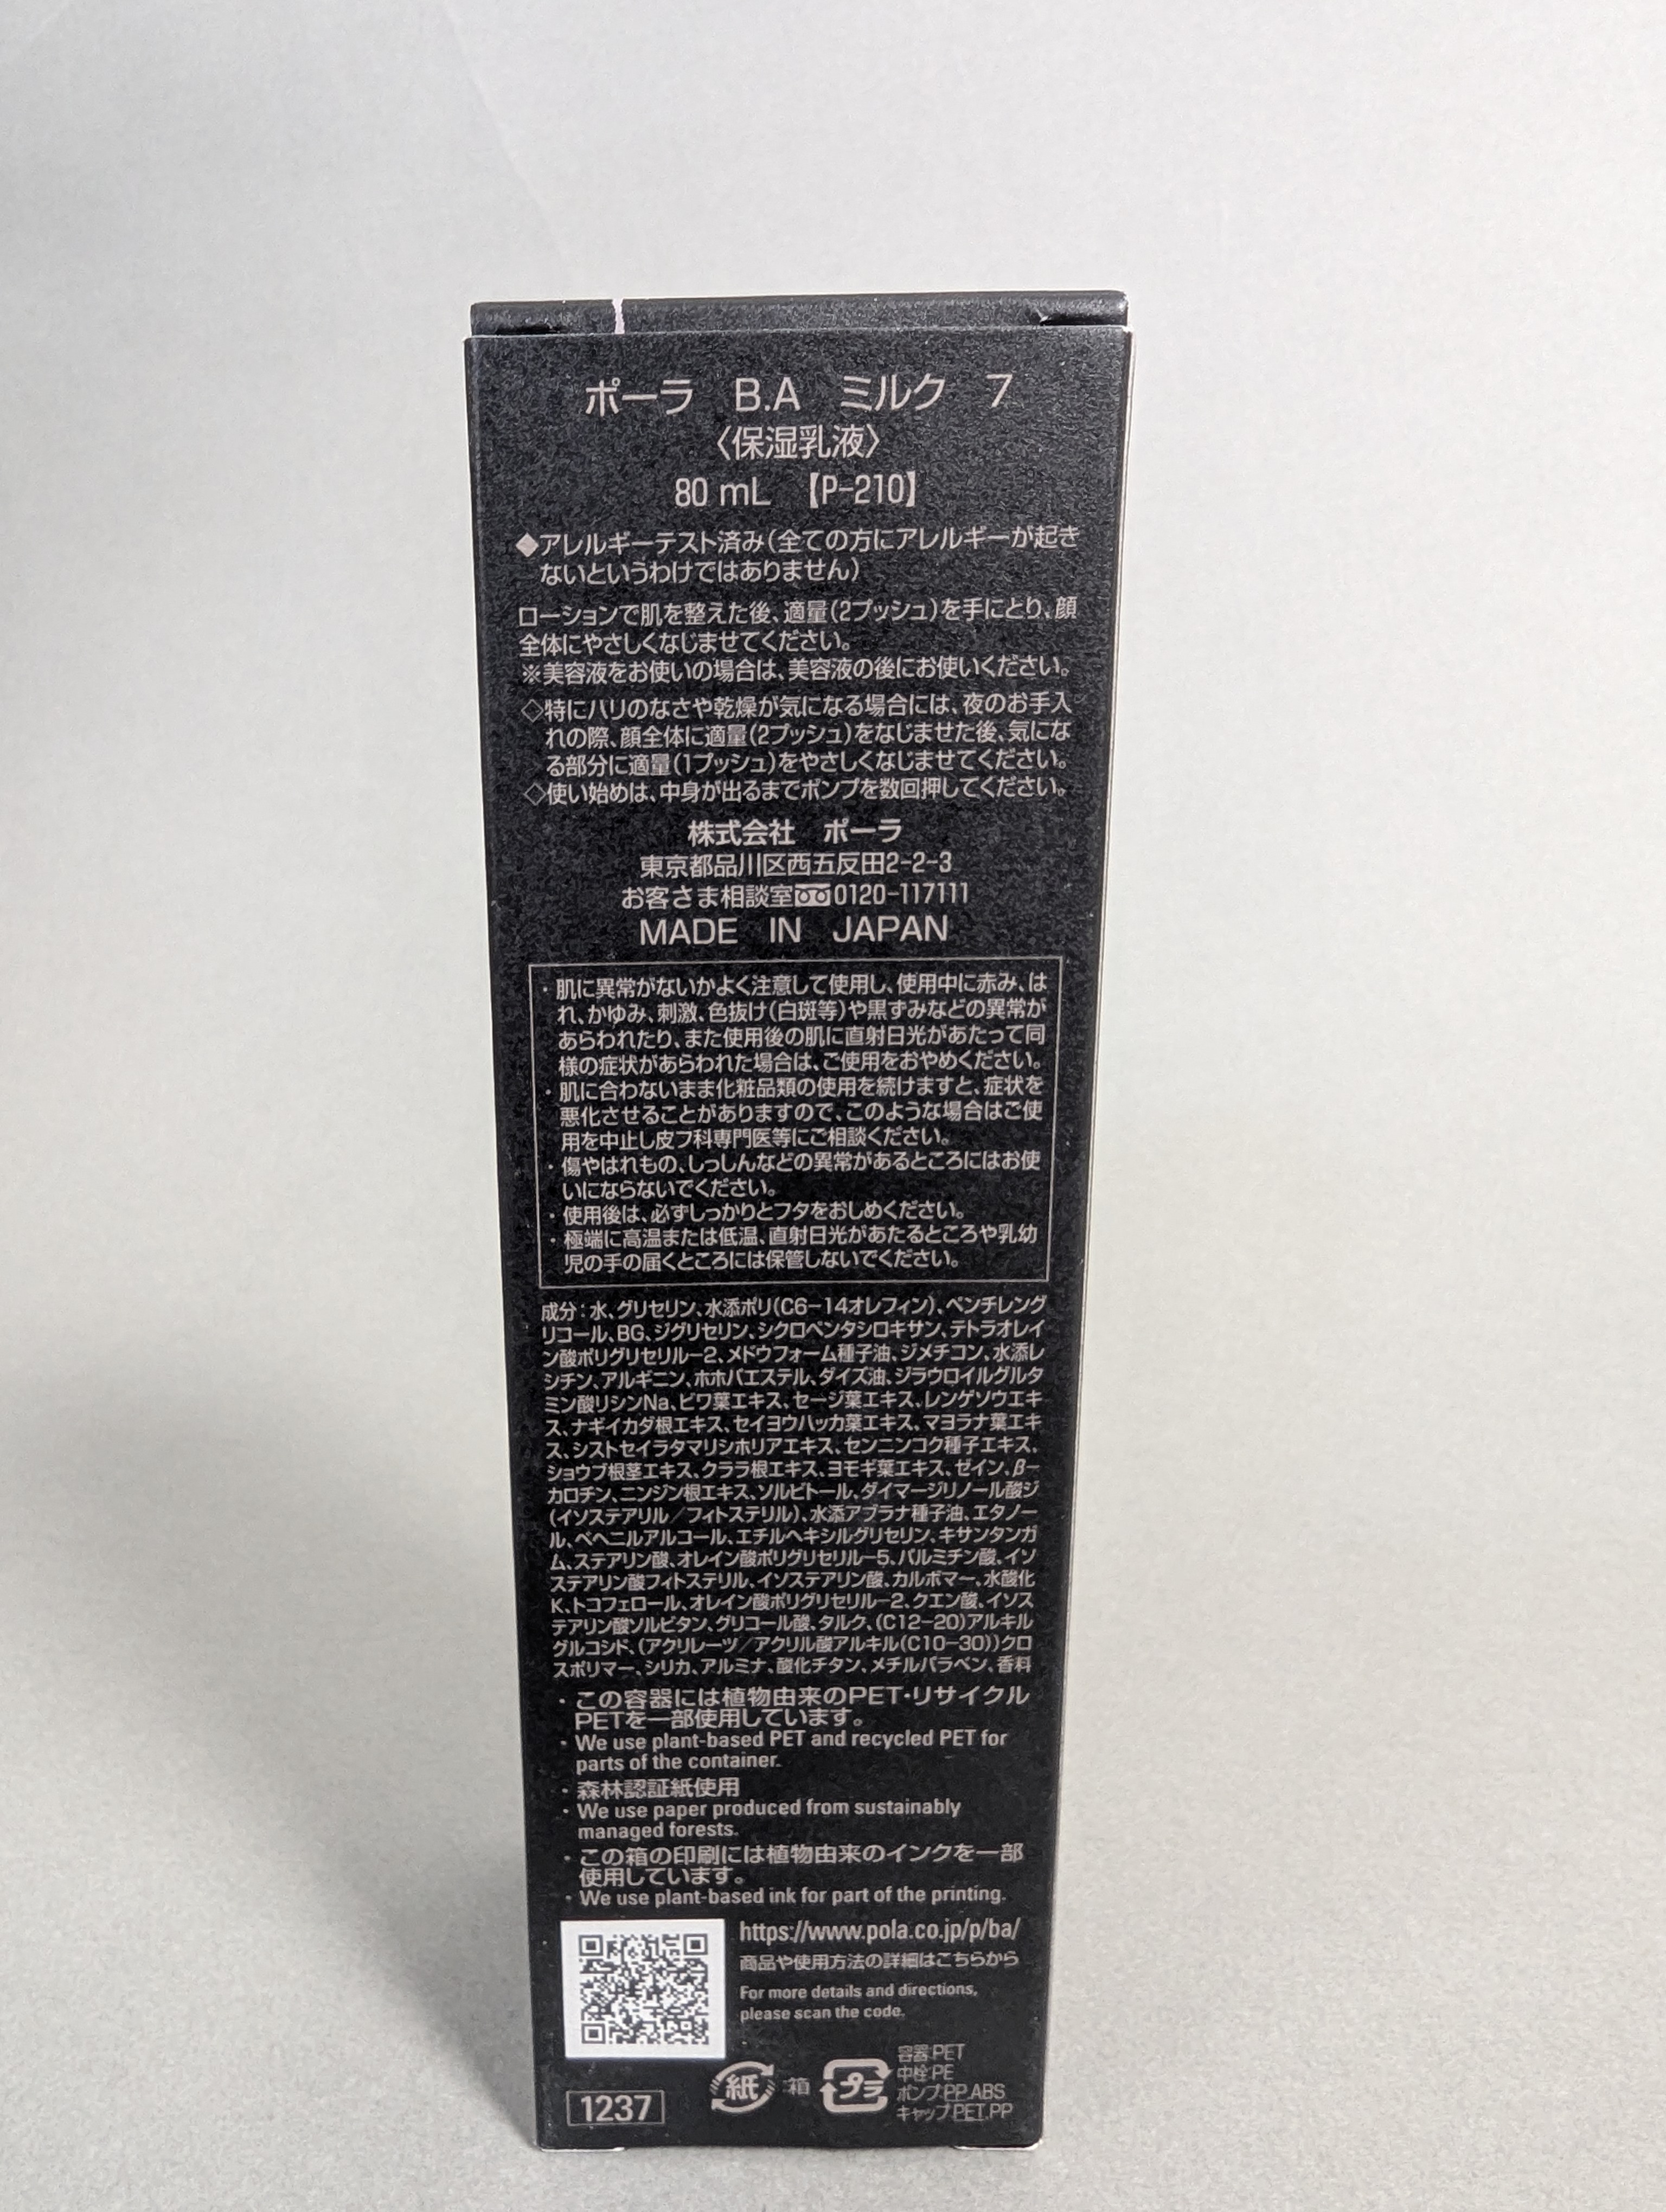 ポーラ　B.A　ミルク　7
〈保湿乳液〉
80 mL 【P-210】
◆アレルギーテスト済み(全ての方にアレルギーが起き
ないというわけではありません)
ローションで肌を整えた後、適量(2プッシュ)を手にとり、顔
全体にやさしくなじませてください。
※美容液をお使いの場合は、美容液の後にお使いください。
◇特にハリのなさや乾燥が気になる場合には、夜のお手入
れの際、顔全体に適量(2プッシュ)をなじませた後、気にな
る部分に適量(1プッシュ)をやさしくなじませてください。
◇使い始めは、中身が出るまでポンプを数回押してください。
株式会社　ポーラ
東京都品川区西五反田2-2-3
お客さま相談室 0120-117111
MADE IN JAPAN
・肌に異常がないかよく注意して使用し、使用中に赤み、は
れ、かゆみ、刺激、色抜け(白斑等)や黒ずみなどの異常が
あらわれたり、また使用後の肌に直射日光があたって同
様の症状があらわれた場合は、ご使用をおやめください。
・肌に合わないまま化粧品類の使用を続けますと、症状を
悪化させることがありますので、このような場合はご使
用を中止し皮フ科専門医等にご相談ください。
・傷やはれもの、しっしんなどの異常があるところにはお使
いにならないでください。
・使用後は、必ずしっかりとフタをおしめください。
・極端に高温または低温、直射日光があたるところや乳幼
児の手の届くところには保管しないでください。
成分：水、グリセリン、水添ポリ(C6-14オレフィン)、ペンチレング
リコール、BG、ジグリセリン、シクロペンタシロキサン、テトラオレイ
ン酸ポリグリセリル-2、メドウフォーム種子油、ジメチコン、水添レ
シチン、アルギニン、ホホバエステル、ダイズ油、ジラウロイルグルタ
ミン酸リシンNa、ビワ葉エキス、セージ葉エキス、レンゲソウエキ
ス、ナギイカダ根エキス、セイヨウハッカ葉エキス、マヨラナ葉エキ
ス、シストセイラタマリシホリアエキス、センニンコク種子エキス、
ショウブ根茎エキス、クララ根エキス、ヨモギ葉エキス、ゼイン、β-
カロチン、ニンジン根エキス、ソルビトール、ダイマージリノール酸ジ
(イソステアリル／フィトステリル)、水添アブラナ種子油、エタノー
ル、ベヘニルアルコール、エチルヘキシルグリセリン、キサンタンガ
ム、ステアリン酸、オレイン酸ポリグリセリル-5、パルミチン酸、イソ
ステアリン酸フィトステリル、イソステアリン酸、カルボマー、水酸化
K、トコフェロール、オレイン酸ポリグリセリル-2、クエン酸、イソス
テアリン酸ソルビタン、グリコール酸、タルク、(C12-20)アルキル
グルコシド、(アクリレーツ／アクリル酸アルキル(C10-30))クロ
スポリマー、シリカ、アルミナ、酸化チタン、メチルパラベン、香料
・この容器には植物由来のPET・リサイクル
PETを一部使用しています。
・We use plant-based PET and recycled PET for
parts of the container.
・森林認証紙使用
・We use paper produced from sustainably
managed forests.
・この箱の印刷には植物由来のインクを一部
使用しています。
・We use plant-based ink for part of the printing.
https://www.pola.co.jp/p/ba/
商品や使用方法の詳細はこちらから
For more details and directions,
please scan the code.
紙 :箱
プラ
容器:PET
中栓:PE
ポンプ:PP,ABS
キャップ:PET,PP
1237